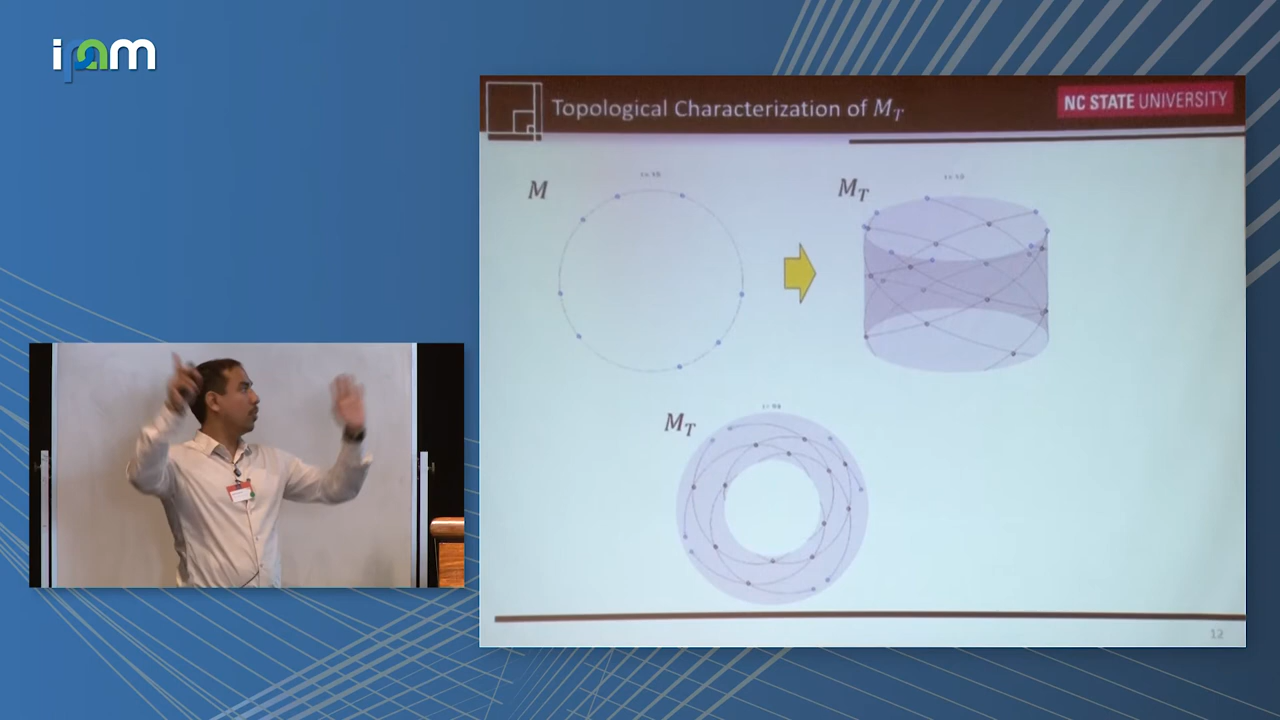 ipam
Topological Characterization of M_T
NC STATE UNIVERSITY
M
M_T
M_T
12